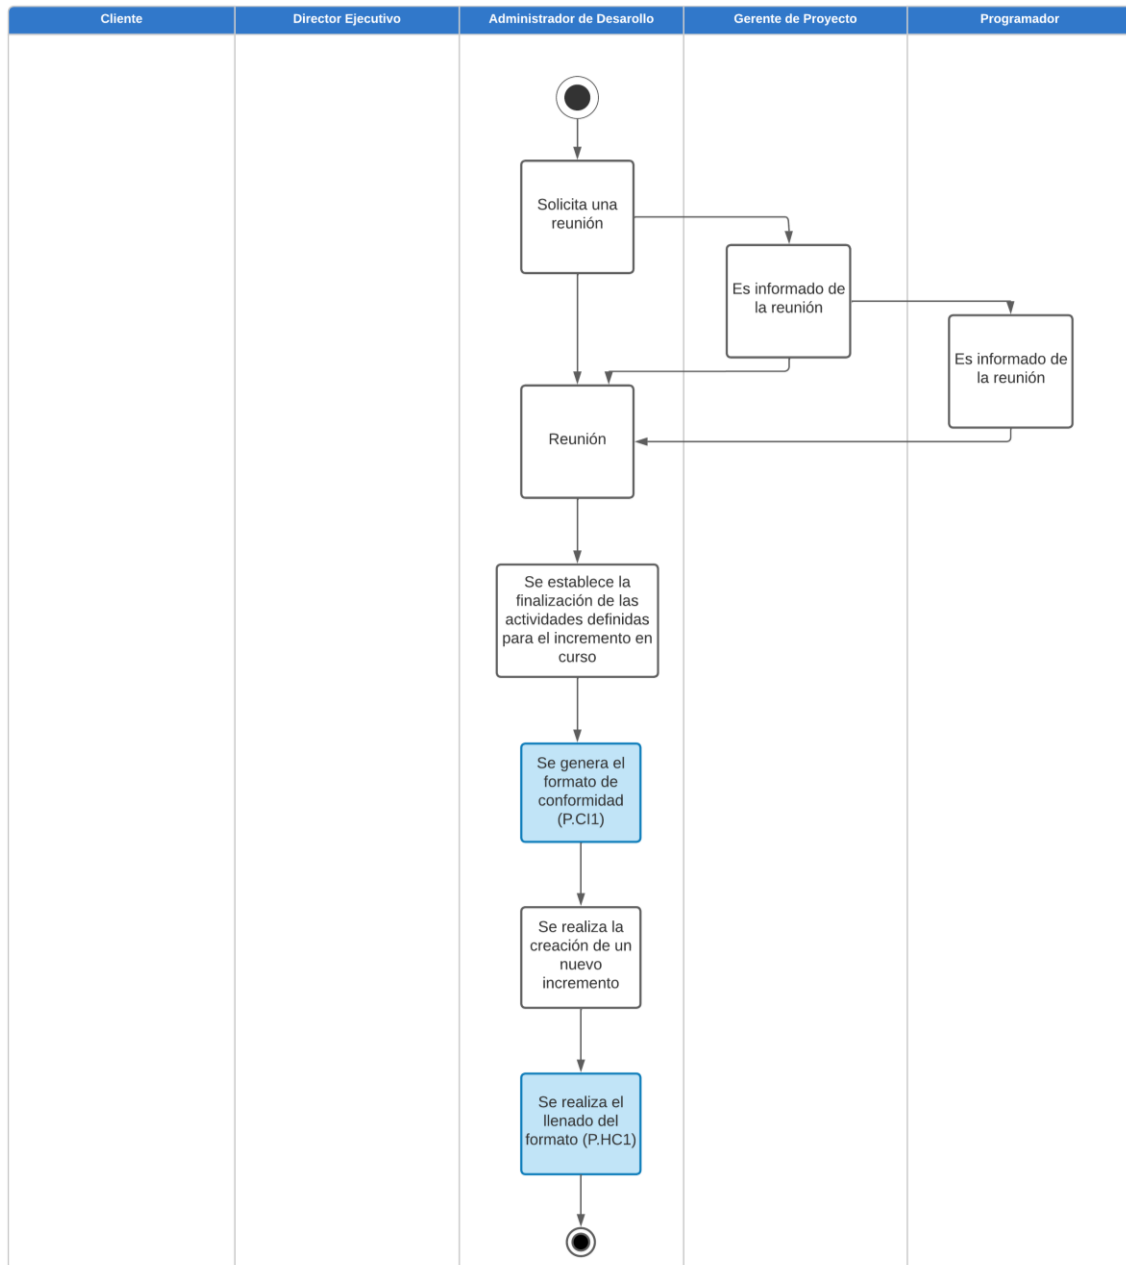 Cliente
Director Ejecutivo
Administrador de Desarollo
Gerente de Proyecto
Programador
Solicita una
reunión
Es informado de
la reunión
Es informado de
la reunión
Reunión
Se establece la
finalización de las
actividades definidas
para el incremento en
curso
Se genera el
formato de
conformidad
(P.CI1)
Se realiza la
creación de un
nuevo
incremento
Se realiza el
llenado del
formato (P.HC1)